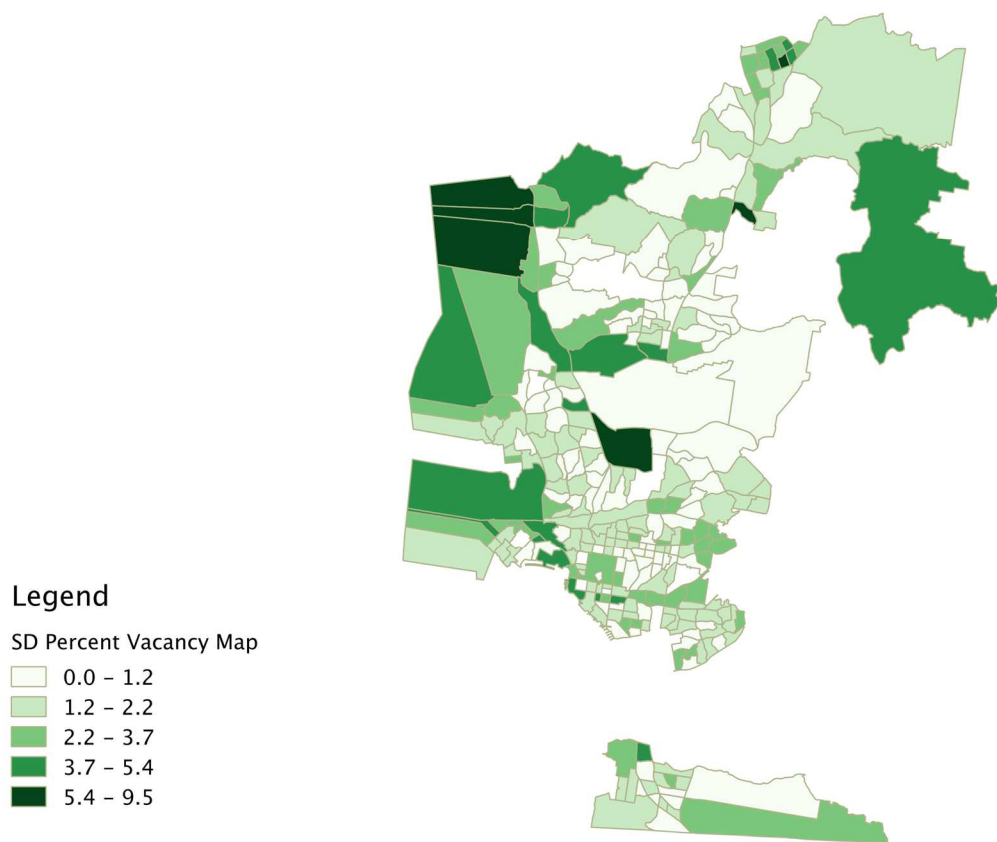 Legend
SD Percent Vacancy Map
0.0 – 1.2
1.2 – 2.2
2.2 – 3.7
3.7 – 5.4
5.4 – 9.5